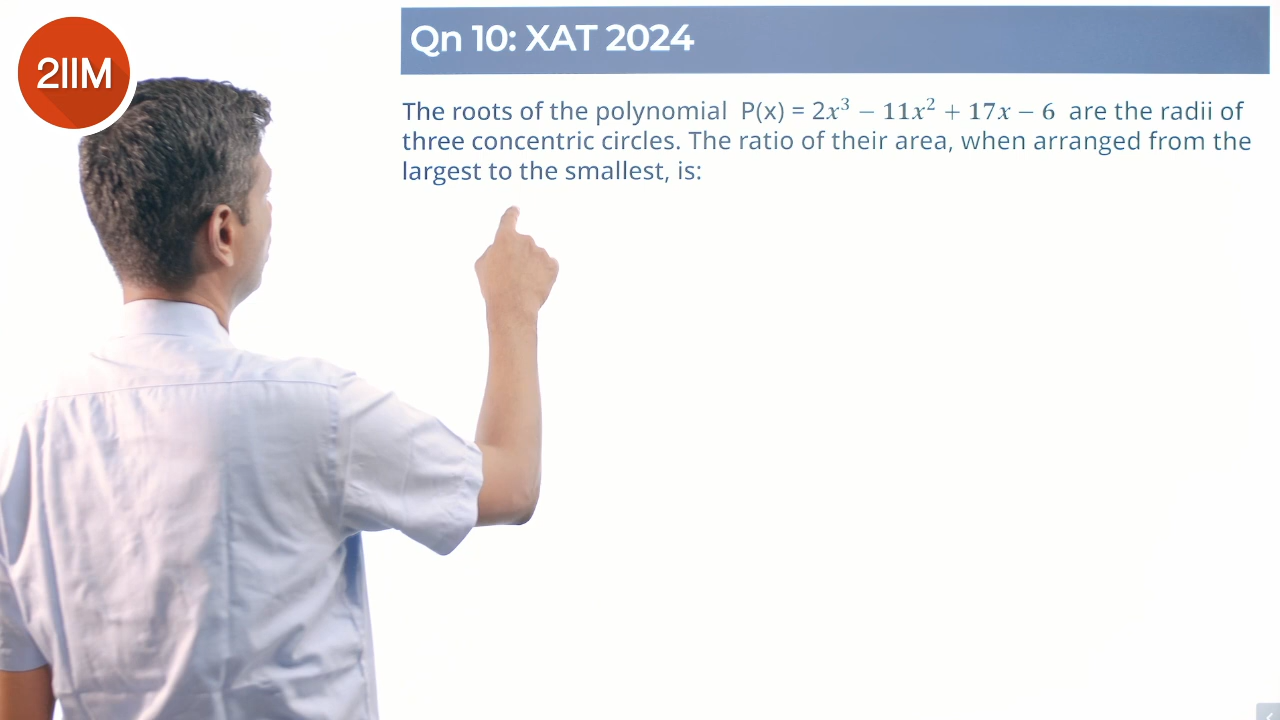 2IIM
Qn 10: XAT 2024
The roots of the polynomial P(x) = 2x³ − 11x² + 17x − 6 are the radii of
three concentric circles. The ratio of their area, when arranged from the
largest to the smallest, is: